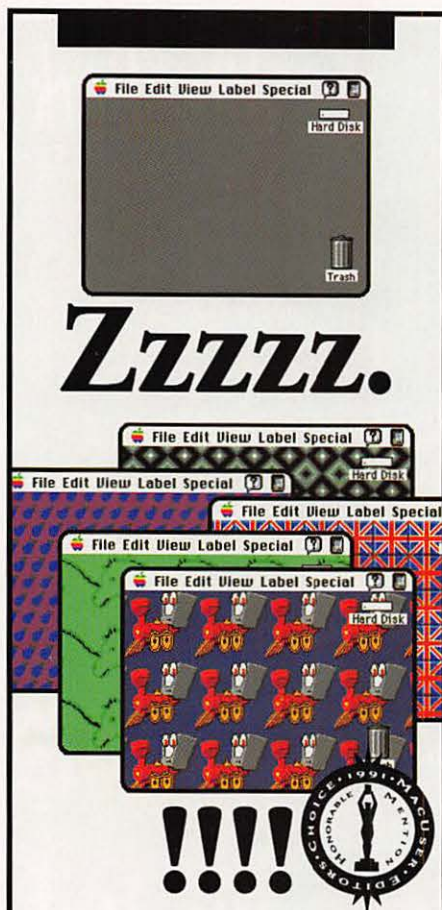 File Edit View Label Special
Hard Disk
Trash
Zzzzz.
File Edit View Label Special
Hard Disk
File Edit View Label Special
File Edit View Label Special
File Edit View Label Special
File Edit View Label Special
Hard Disk
!!!!
CHOICE • 1991 • MACUSER • EDITORS'
HONORABLE MENTION